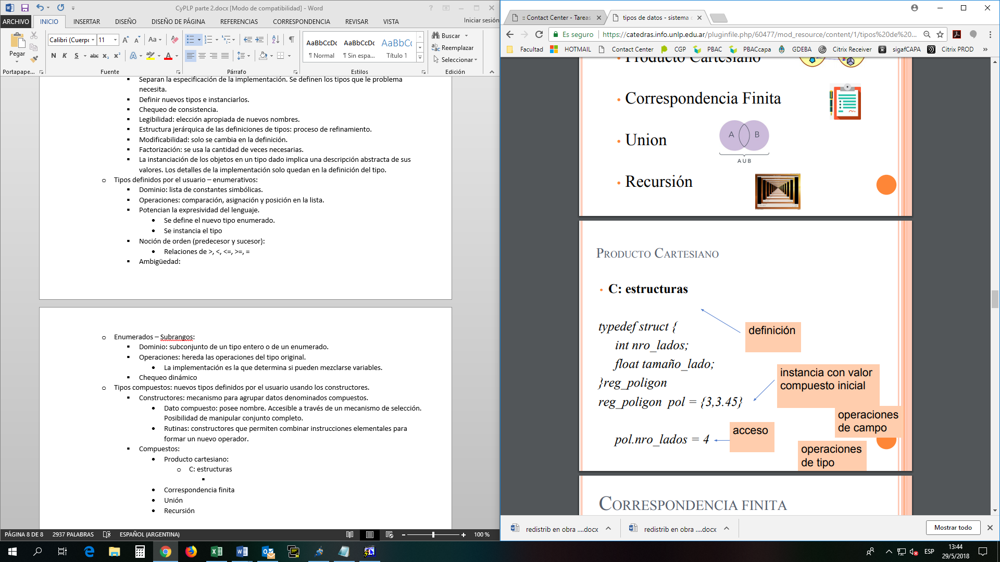 CyPLP parte 2.docx [Modo de compatibilidad] - Word
ARCHIVO INICIO INSERTAR DISEÑO DISEÑO DE PÁGINA REFERENCIAS CORRESPONDENCIA REVISAR VISTA Iniciar sesión
Pegar
Calibri (Cuerpo 11
Buscar
Reemplazar
Seleccionar
AaBbCcDc AaBbCcDc AaBbC
¶ Normal ¶ Sin espa... Título 1
Portapape... Fuente Párrafo Estilos Edición
Separan la especificación de la implementación. Se definen los tipos que le problema
necesita.
Definir nuevos tipos e instanciarlos.
Chequeo de consistencia.
Legibilidad: elección apropiada de nuevos nombres.
Estructura jerárquica de las definiciones de tipos: proceso de refinamiento.
Modificabilidad: solo se cambia en la definición.
Factorización: se usa la cantidad de veces necesarias.
La instanciación de los objetos en un tipo dado implica una descripción abstracta de sus
valores. Los detalles de la implementación solo quedan en la definición del tipo.
o Tipos definidos por el usuario – enumerativos:
Dominio: lista de constantes simbólicas.
Operaciones: comparación, asignación y posición en la lista.
Potencian la expresividad del lenguaje.
Se define el nuevo tipo enumerado.
Se instancia el tipo
Noción de orden (predecesor y sucesor):
Relaciones de >, <, <=, >=, =
Ambigüedad:
o Enumerados – Subrangos:
Dominio: subconjunto de un tipo entero o de un enumerado.
Operaciones: hereda las operaciones del tipo original.
La implementación es la que determina si pueden mezclarse variables.
Chequeo dinámico
o Tipos compuestos: nuevos tipos definidos por el usuario usando los constructores.
Constructores: mecanismo para agrupar datos denominados compuestos.
Dato compuesto: posee nombre. Accesible a través de un mecanismo de selección.
Posibilidad de manipular conjunto completo.
Rutinas: constructores que permiten combinar instrucciones elementales para
formar un nuevo operador.
Compuestos:
Producto cartesiano:
o C: estructuras
Correspondencia finita
Unión
Recursión
PÁGINA 8 DE 8 2937 PALABRAS ESPAÑOL (ARGENTINA) 100 %
:: Contact Center - Tareas
tipos de datos - sistema
Es seguro https://catedras.info.unlp.edu.ar/pluginfile.php/60477/mod_resource/content/1/tipos%20de%20...
Facultad HOTMAIL Contact Center CGP PBAC PBACcapa GDEBA Citrix Receiver sigafCAPA Citrix PROD »
Producto Cartesiano
Correspondencia Finita
Union
A B
A U B
Recursión
PRODUCTO CARTESIANO
C: estructuras
definición
typedef struct {
int nro_lados;
float tamaño_lado;
}reg_poligon
reg_poligon pol = {3,3.45}
instancia con valor
compuesto inicial
operaciones
de campo
acceso
pol.nro_lados = 4
operaciones
de tipo
CORRESPONDENCIA FINITA
redistrib en obra ....docx redistrib en obra ....docx Mostrar todo
ESP
13:44
29/5/2018